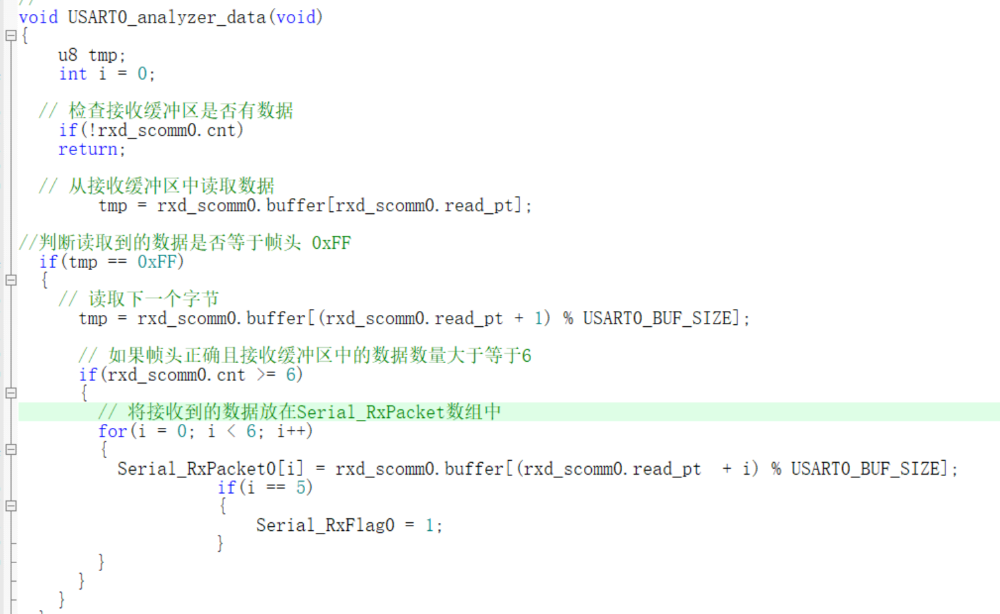 //
void USART0_analyzer_data(void)
{
u8 tmp;
int i = 0;
// 检查接收缓冲区是否有数据
if(!rxd_scomm0.cnt)
return;
// 从接收缓冲区中读取数据
tmp = rxd_scomm0.buffer[rxd_scomm0.read_pt];
//判断读取到的数据是否等于帧头 0xFF
if(tmp == 0xFF)
{
// 读取下一个字节
tmp = rxd_scomm0.buffer[(rxd_scomm0.read_pt + 1) % USART0_BUF_SIZE];
// 如果帧头正确且接收缓冲区中的数据数量大于等于6
if(rxd_scomm0.cnt >= 6)
{
// 将接收到的数据放在Serial_RxPacket数组中
for(i = 0; i < 6; i++)
{
Serial_RxPacket0[i] = rxd_scomm0.buffer[(rxd_scomm0.read_pt  + i) % USART0_BUF_SIZE];
if(i == 5)
{
Serial_RxFlag0 = 1;
}
}
}
}